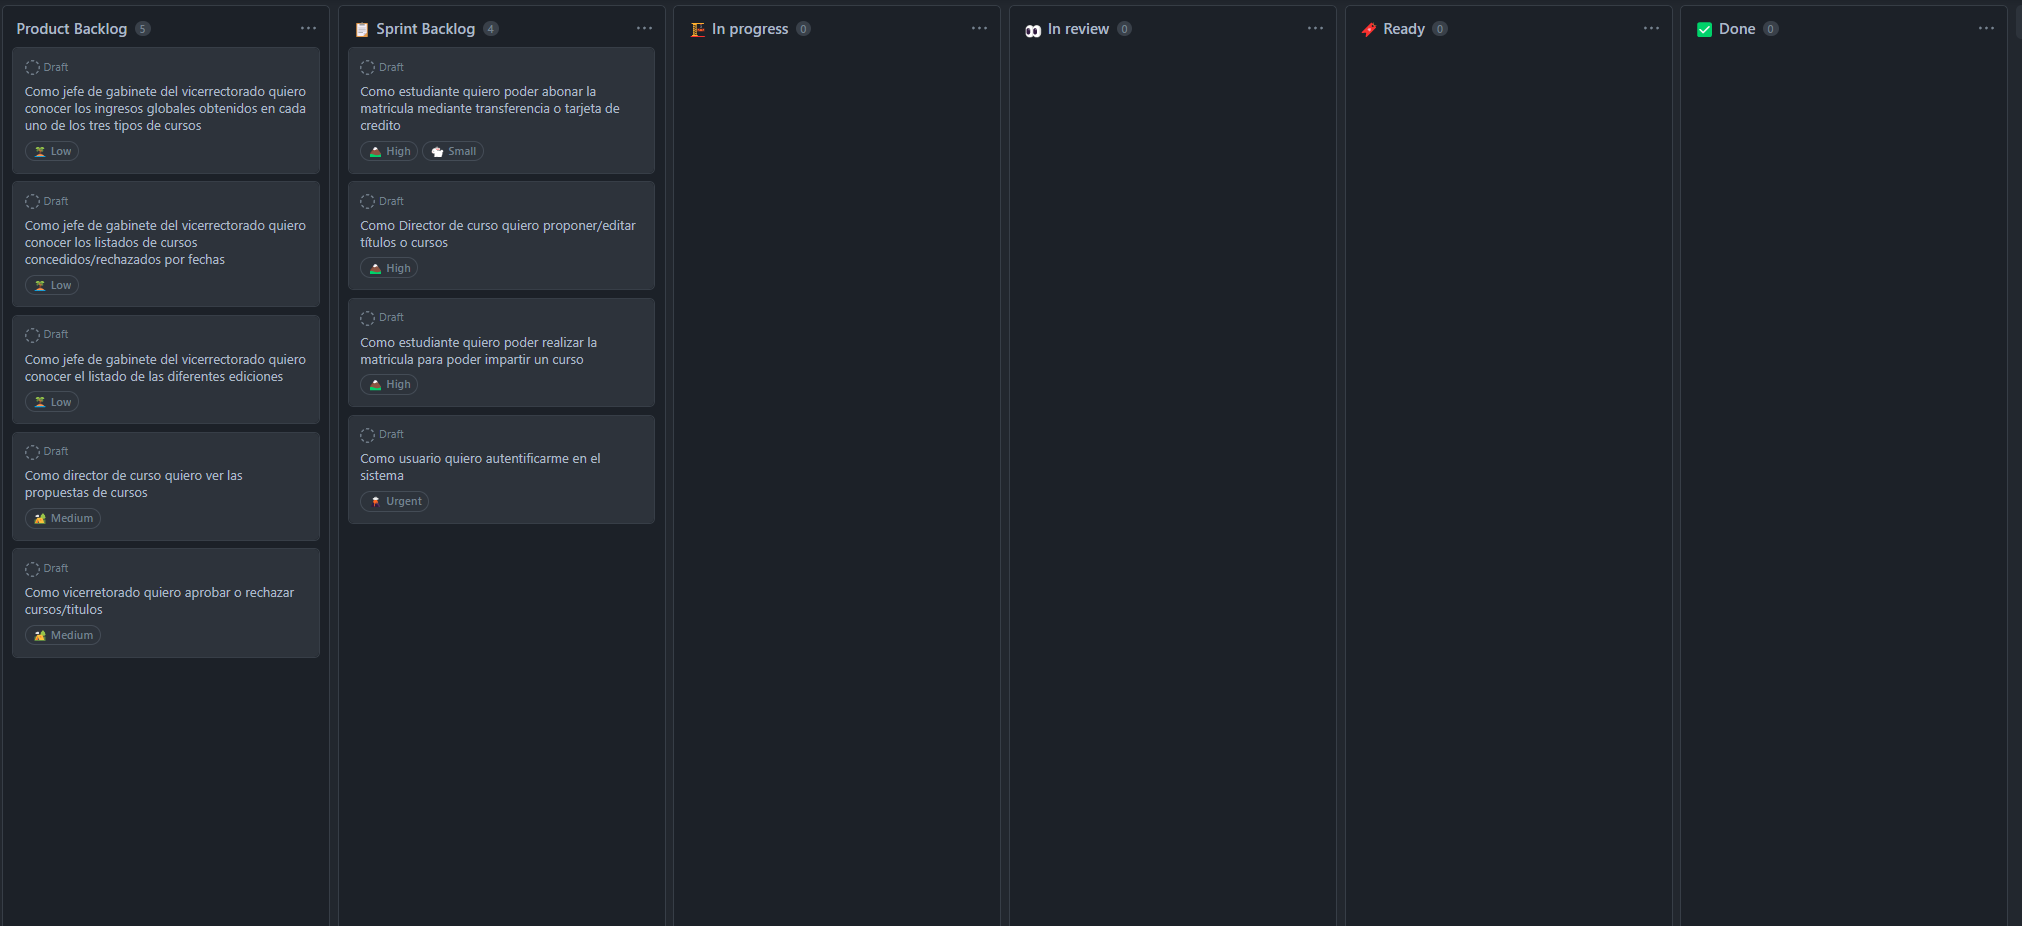 Product Backlog 5
Draft
Como jefe de gabinete del vicerrectorado quiero
conocer los ingresos globales obtenidos en cada
uno de los tres tipos de cursos
Low
Draft
Como jefe de gabinete del vicerrectorado quiero
conocer los listados de cursos
concedidos/rechazados por fechas
Low
Draft
Como jefe de gabinete del vicerrectorado quiero
conocer el listado de las diferentes ediciones
Low
Draft
Como director de curso quiero ver las
propuestas de cursos
Medium
Draft
Como vicerretorado quiero aprobar o rechazar
cursos/titulos
Medium
Sprint Backlog 4
Draft
Como estudiante quiero poder abonar la
matricula mediante transferencia o tarjeta de
credito
High Small
Draft
Como Director de curso quiero proponer/editar
títulos o cursos
High
Draft
Como estudiante quiero poder realizar la
matricula para poder impartir un curso
High
Draft
Como usuario quiero autentificarme en el
sistema
Urgent
In progress 0
In review 0
Ready 0
Done 0